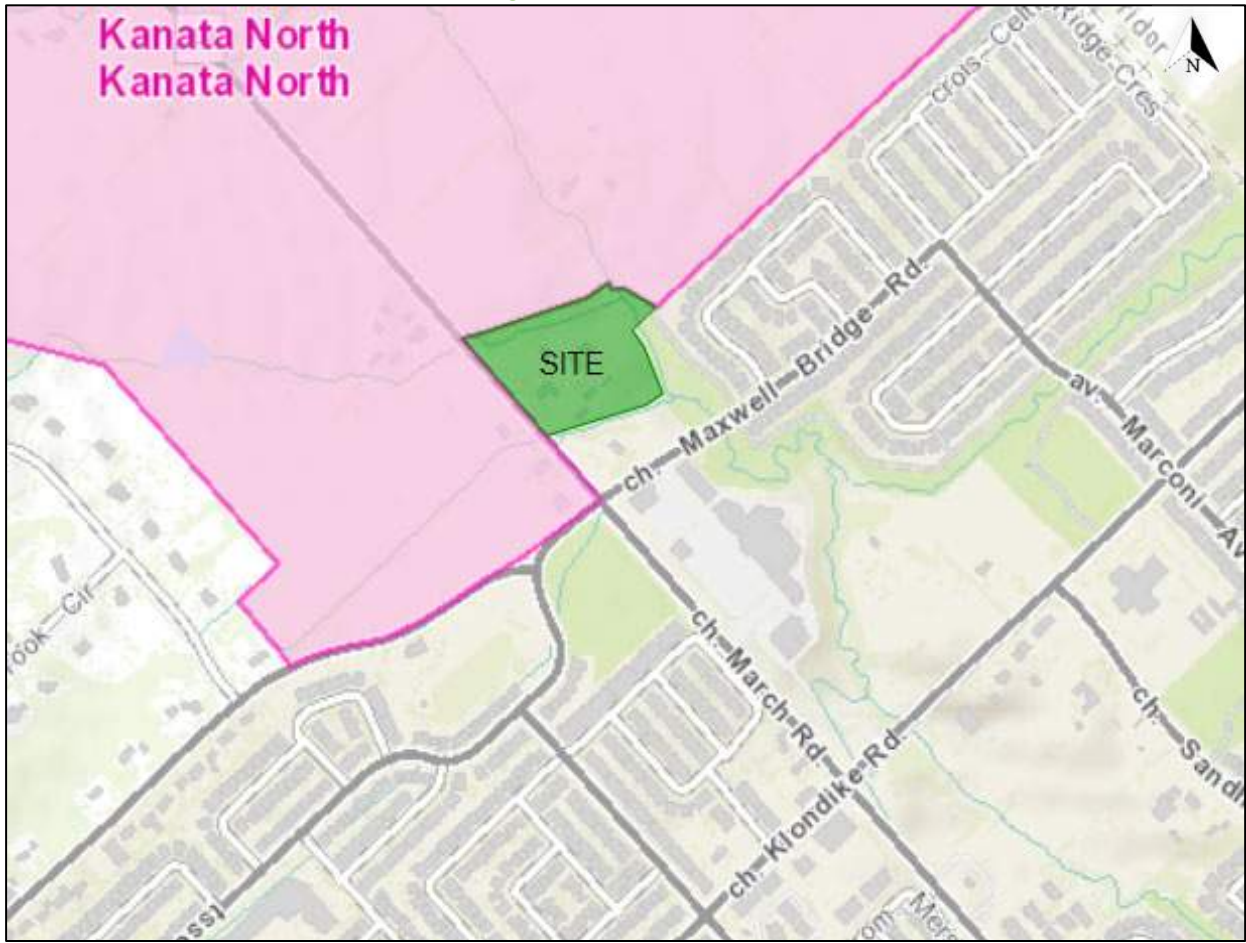 Kanata North
Kanata North
N
crois. Celt
Ridge-Cres
SITE
ch. Maxwell Bridge Rd.
av. Marconi Av
ch. March Rd
ch. Klondike Rd
ch. Sandh
ook Cir